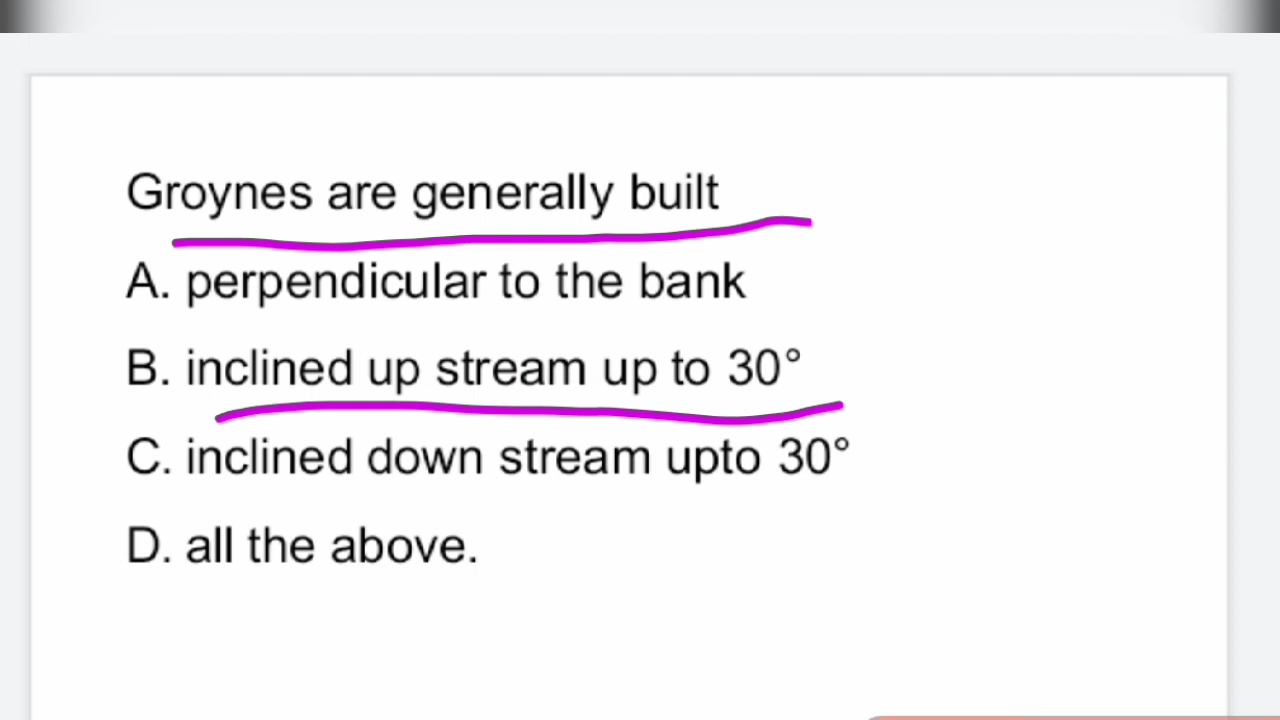 Groynes are generally built
A. perpendicular to the bank
B. inclined up stream up to 30°
C. inclined down stream upto 30°
D. all the above.